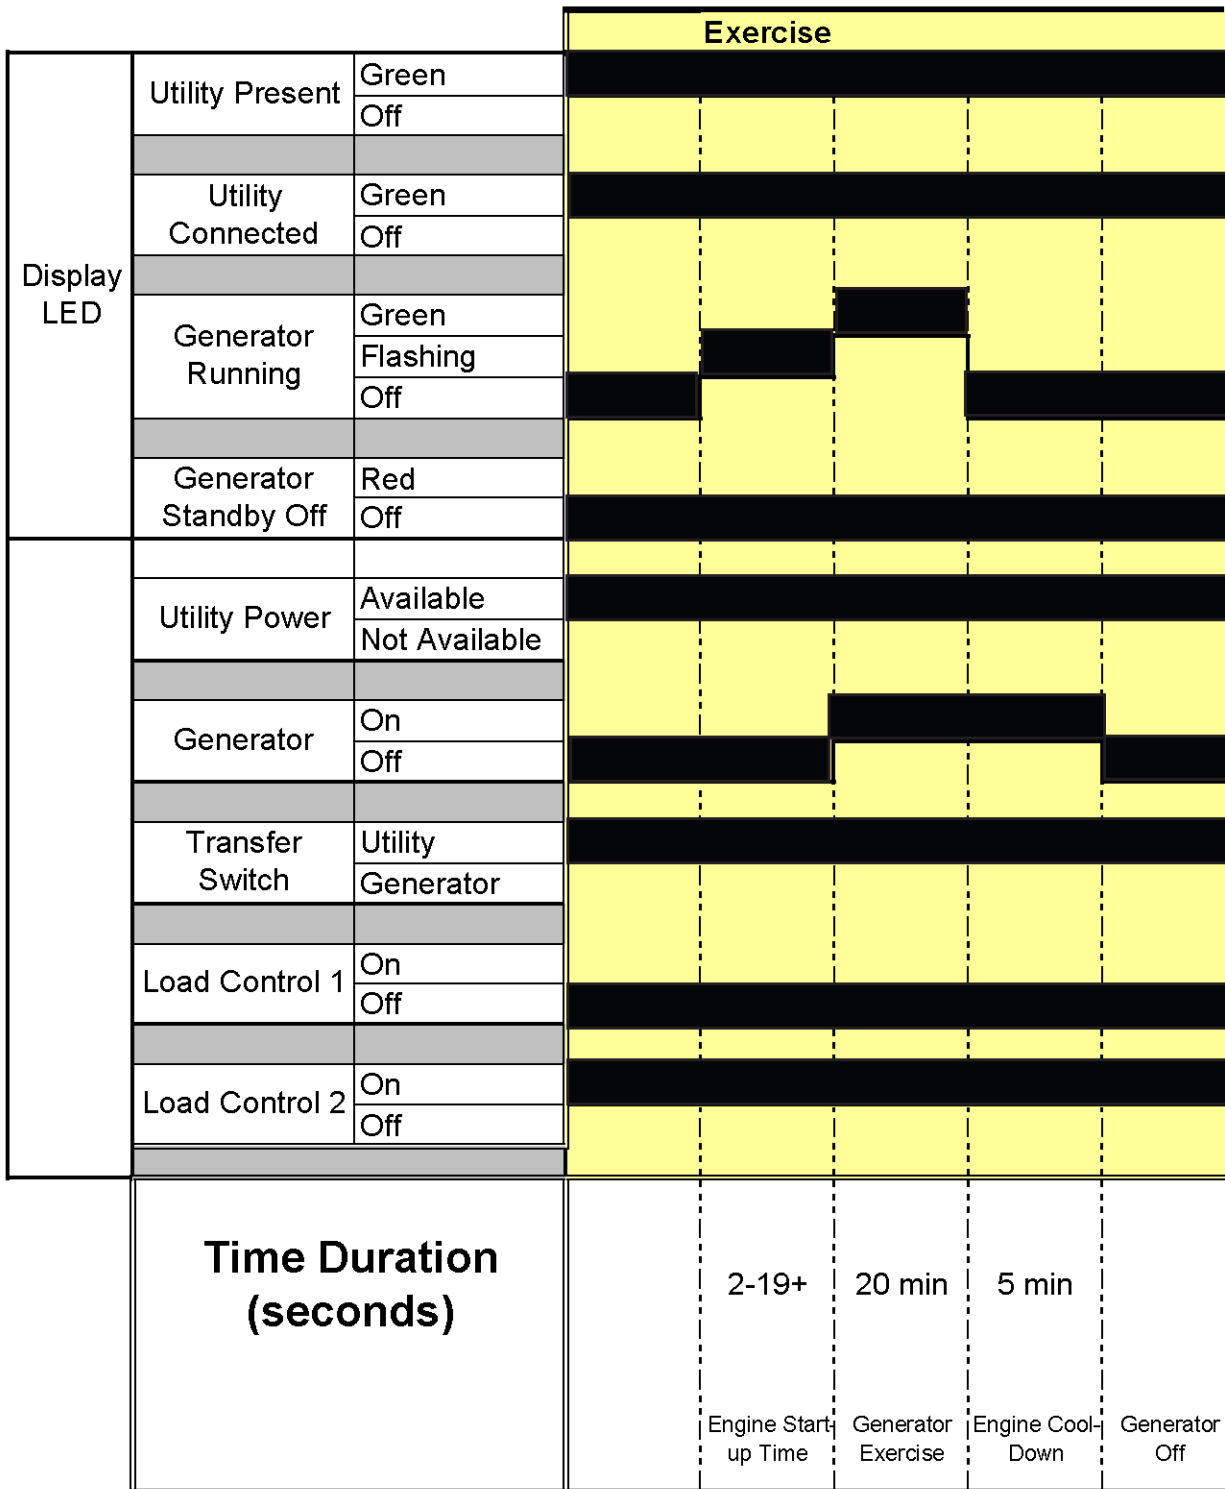 Exercise
Utility Present
Green
Off
Utility
Connected
Green
Off
Display
LED
Generator
Running
Green
Flashing
Off
Generator
Standby Off
Red
Off
Utility Power
Available
Not Available
Generator
On
Off
Transfer
Switch
Utility
Generator
Load Control 1
On
Off
Load Control 2
On
Off
Time Duration
(seconds)
2-19+
20 min
5 min
Engine Start-
up Time
Generator
Exercise
Engine Cool-
Down
Generator
Off